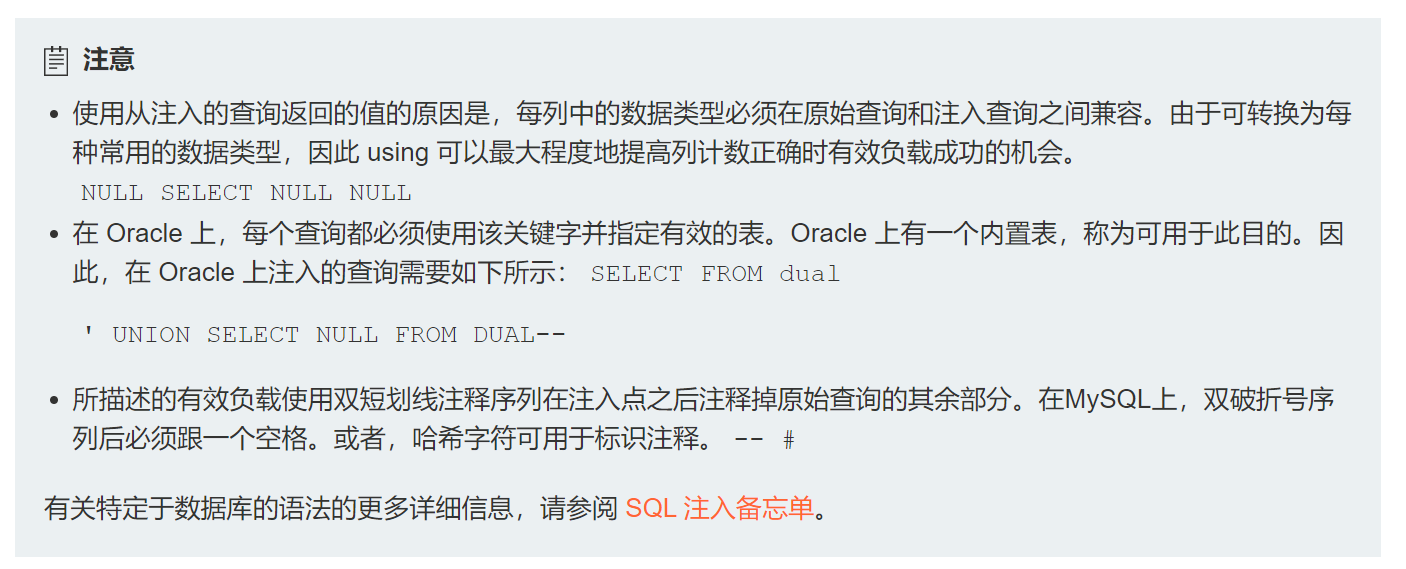 注意
使用从注入的查询返回的值的原因是，每列中的数据类型必须在原始查询和注入查询之间兼容。由于可转换为每
种常用的数据类型，因此 using 可以最大程度地提高列计数正确时有效负载成功的机会。
NULL SELECT NULL NULL
在 Oracle 上，每个查询都必须使用该关键字并指定有效的表。Oracle 上有一个内置表，称为可用于此目的。因
此，在 Oracle 上注入的查询需要如下所示： SELECT FROM dual
' UNION SELECT NULL FROM DUAL--
所描述的有效负载使用双短划线注释序列在注入点之后注释掉原始查询的其余部分。在MySQL上，双破折号序
列后必须跟一个空格。或者，哈希字符可用于标识注释。 -- #
有关特定于数据库的语法的更多详细信息，请参阅 SQL 注入备忘单。